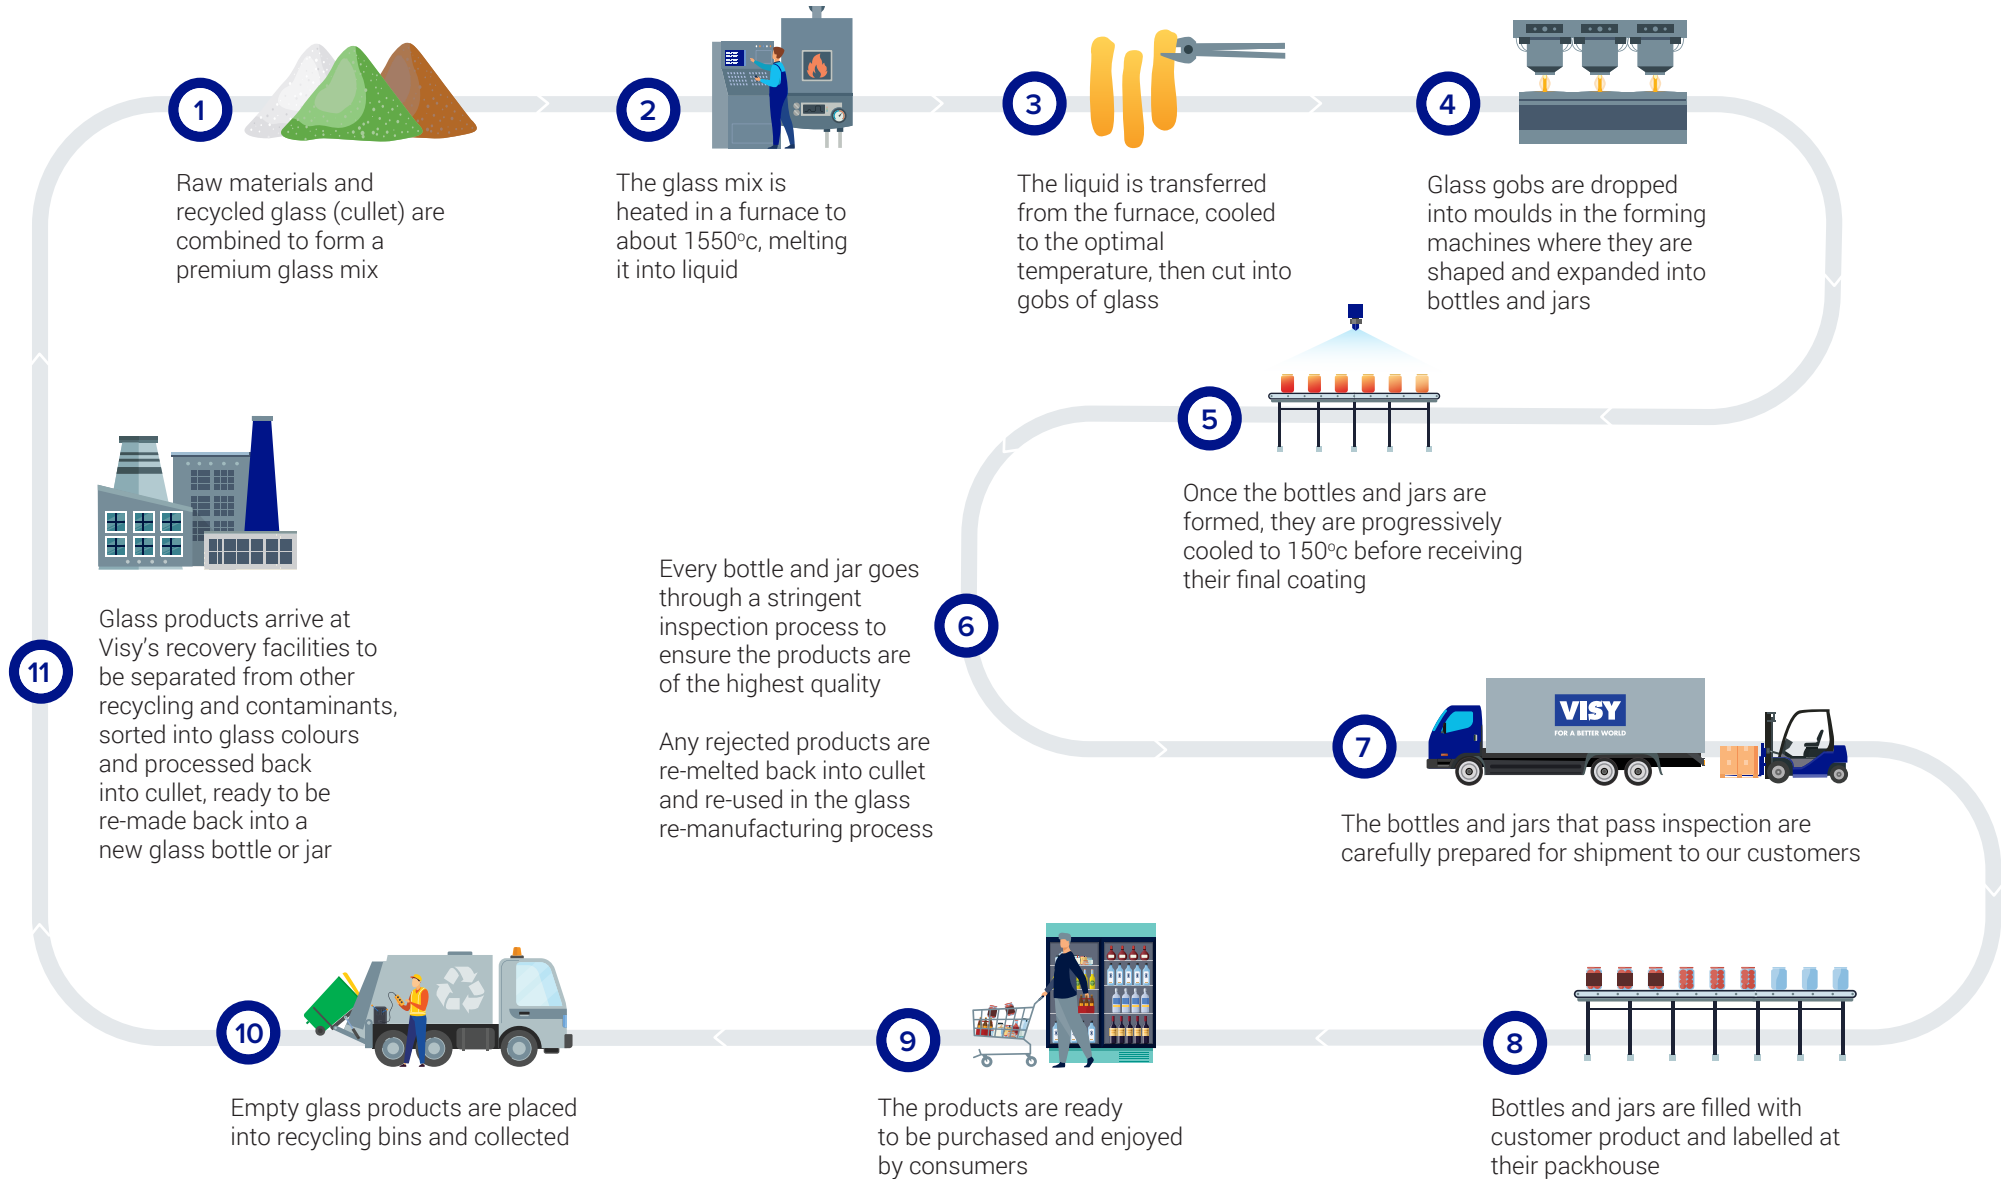 1
Raw materials and
recycled glass (cullet) are
combined to form a
premium glass mix
2
The glass mix is
heated in a furnace to
about 1550ºc, melting
it into liquid
3
The liquid is transferred
from the furnace, cooled
to the optimal
temperature, then cut into
gobs of glass
4
Glass gobs are dropped
into moulds in the forming
machines where they are
shaped and expanded into
bottles and jars
5
Once the bottles and jars are
formed, they are progressively
cooled to 150ºc before receiving
their final coating
6
Every bottle and jar goes
through a stringent
inspection process to
ensure the products are
of the highest quality
Any rejected products are
re-melted back into cullet
and re-used in the glass
re-manufacturing process
7
VISY
FOR A BETTER WORLD
The bottles and jars that pass inspection are
carefully prepared for shipment to our customers
8
Bottles and jars are filled with
customer product and labelled at
their packhouse
9
The products are ready
to be purchased and enjoyed
by consumers
10
Empty glass products are placed
into recycling bins and collected
11
Glass products arrive at
Visy’s recovery facilities to
be separated from other
recycling and contaminants,
sorted into glass colours
and processed back
into cullet, ready to be
re-made back into a
new glass bottle or jar